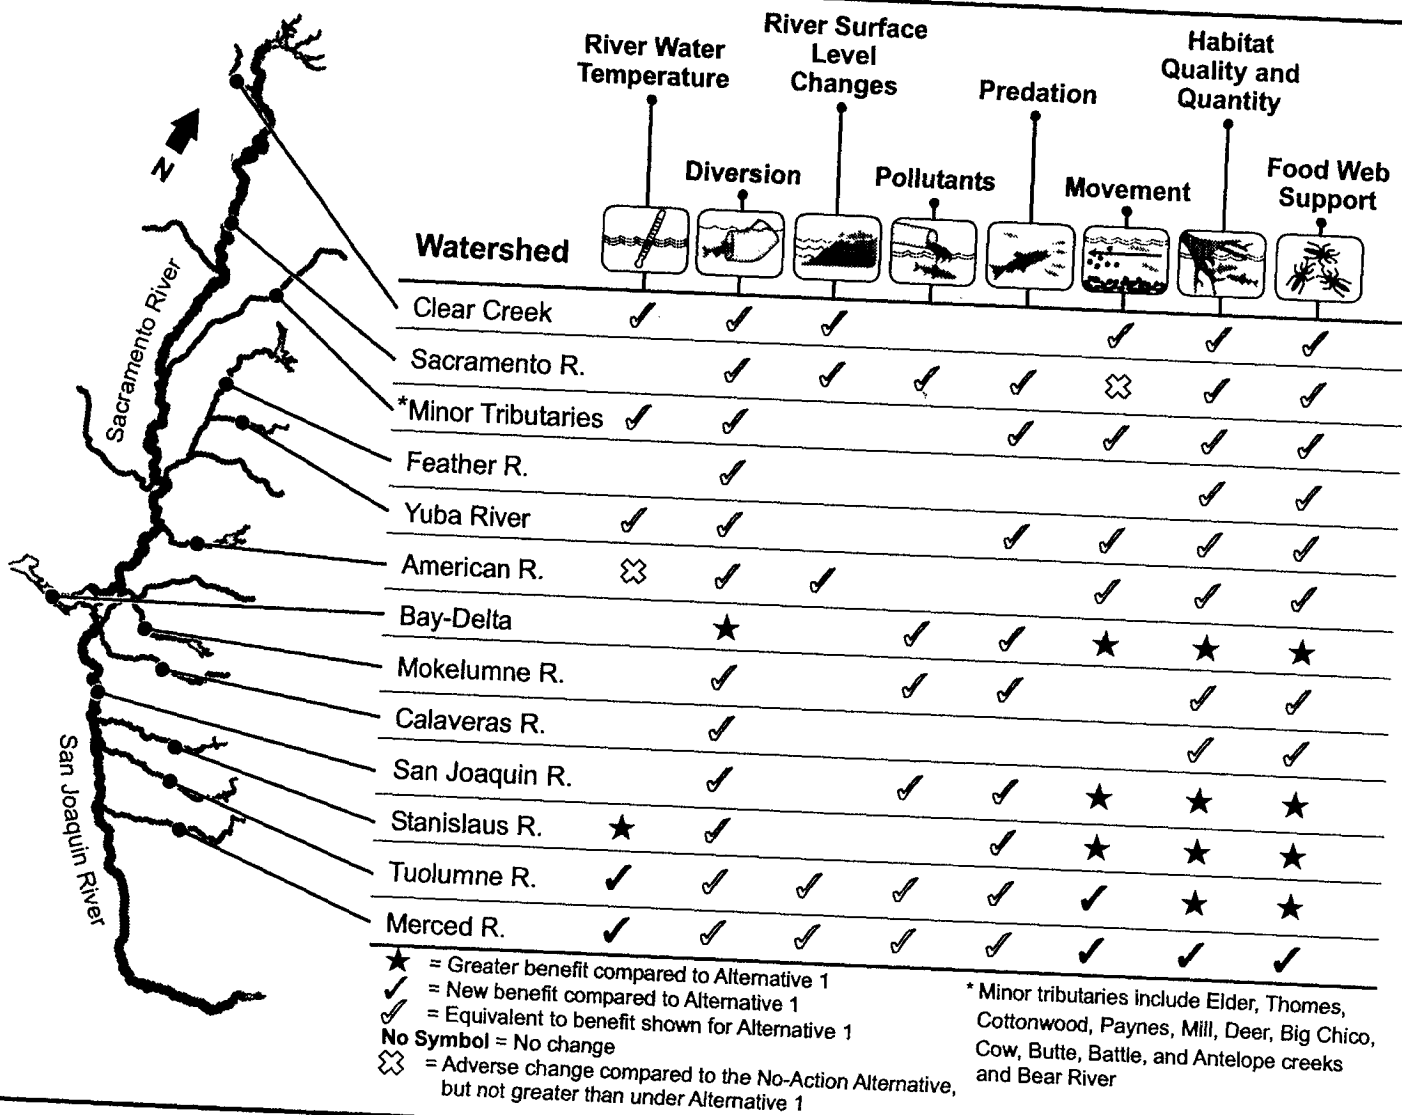 River Water
Temperature
River Surface
Level
Changes
Predation
Habitat
Quality and
Quantity
Diversion
Pollutants
Movement
Food Web
Support
Watershed
N
Sacramento River
San Joaquin River
Clear Creek
Sacramento R.
*Minor Tributaries
Feather R.
Yuba River
American R.
Bay-Delta
Mokelumne R.
Calaveras R.
San Joaquin R.
Stanislaus R.
Tuolumne R.
Merced R.
= Greater benefit compared to Alternative 1
= New benefit compared to Alternative 1
= Equivalent to benefit shown for Alternative 1
No Symbol = No change
= Adverse change compared to the No-Action Alternative,
but not greater than under Alternative 1
* Minor tributaries include Elder, Thomes,
Cottonwood, Paynes, Mill, Deer, Big Chico,
Cow, Butte, Battle, and Antelope creeks
and Bear River